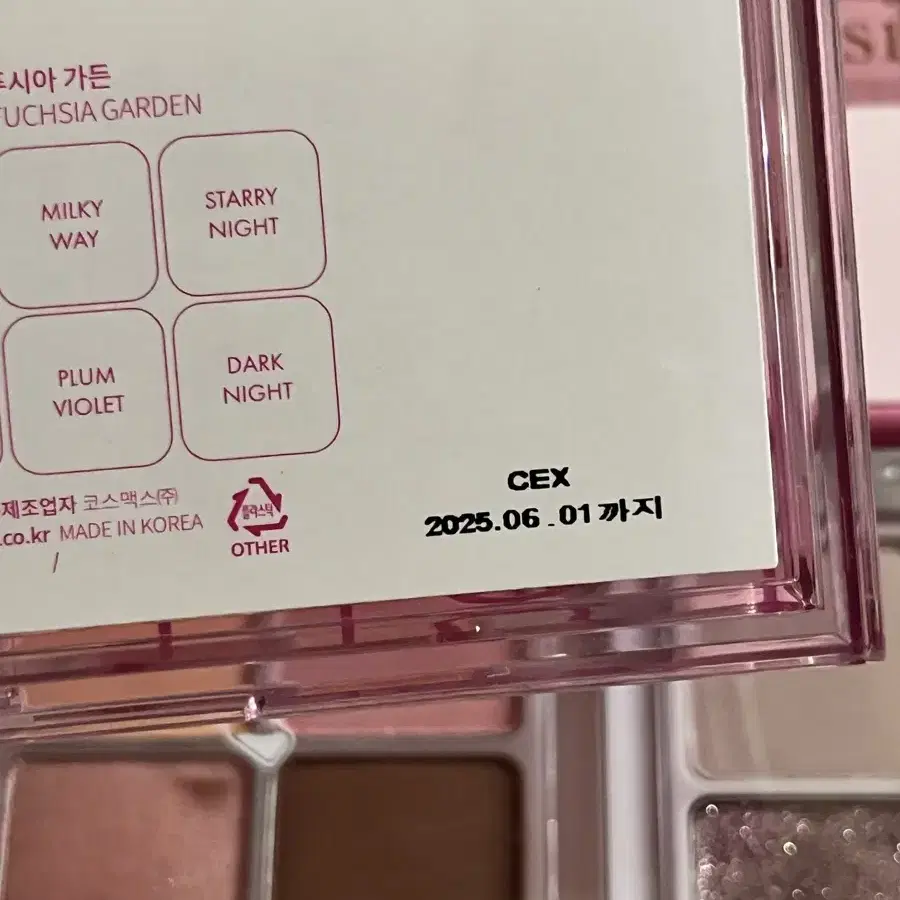 시아 가든
FUCHSIA GARDEN
MILKY
WAY
STARRY
NIGHT
PLUM
VIOLET
DARK
NIGHT
제조업자 코스맥스㈜
.co.kr MADE IN KOREA
/
플라스틱
OTHER
CEX
2025.06.01까지